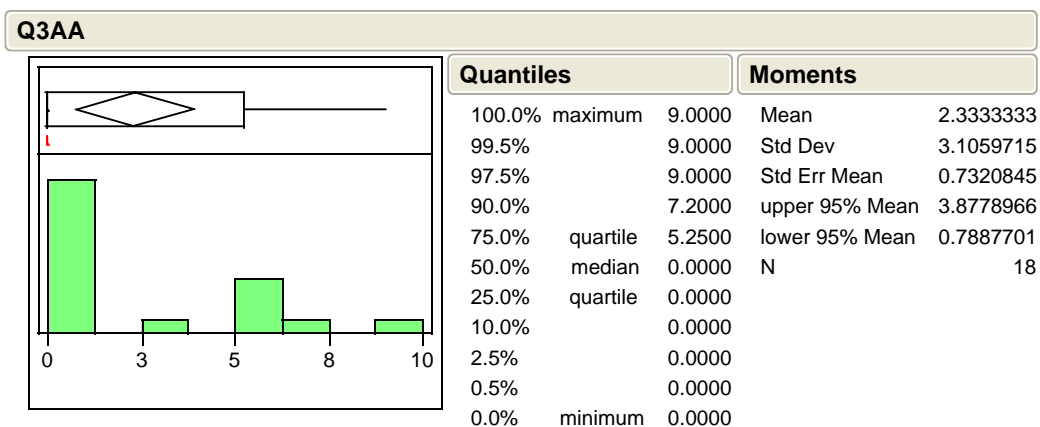 Q3AA
0 3 5 8 10
Quantiles
100.0% maximum 9.0000
99.5% 9.0000
97.5% 9.0000
90.0% 7.2000
75.0% quartile 5.2500
50.0% median 0.0000
25.0% quartile 0.0000
10.0% 0.0000
2.5% 0.0000
0.5% 0.0000
0.0% minimum 0.0000
Moments
Mean 2.3333333
Std Dev 3.1059715
Std Err Mean 0.7320845
upper 95% Mean 3.8778966
lower 95% Mean 0.7887701
N 18